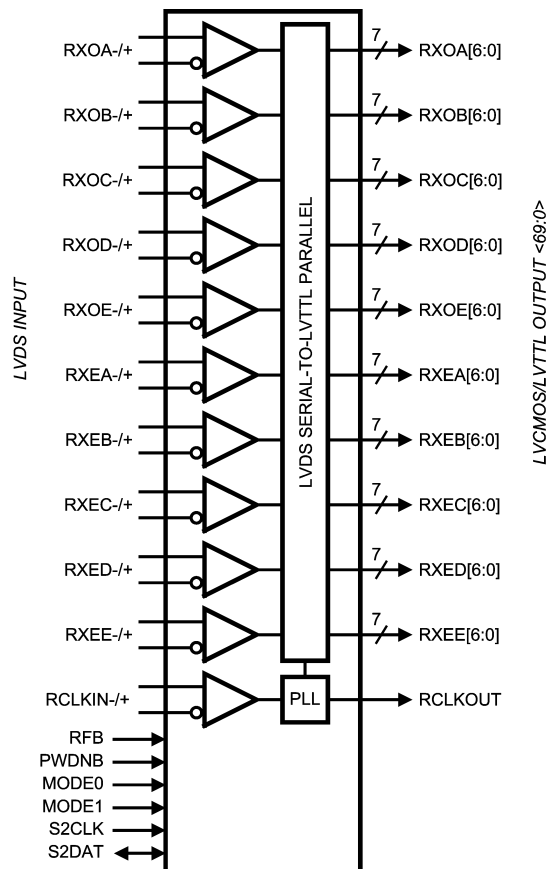 LVDS INPUT
RXOA-/+
7
RXOA[6:0]
RXOB-/+
7
RXOB[6:0]
RXOC-/+
7
RXOC[6:0]
RXOD-/+
7
RXOD[6:0]
RXOE-/+
7
RXOE[6:0]
RXEA-/+
7
RXEA[6:0]
RXEB-/+
7
RXEB[6:0]
RXEC-/+
7
RXEC[6:0]
RXED-/+
7
RXED[6:0]
RXEE-/+
7
RXEE[6:0]
LVDS SERIAL-TO-LVTTL PARALLEL
LVCMOS/LVTTL OUTPUT <69:0>
RCLKIN-/+
PLL
RCLKOUT
RFB
PWDNB
MODE0
MODE1
S2CLK
S2DAT